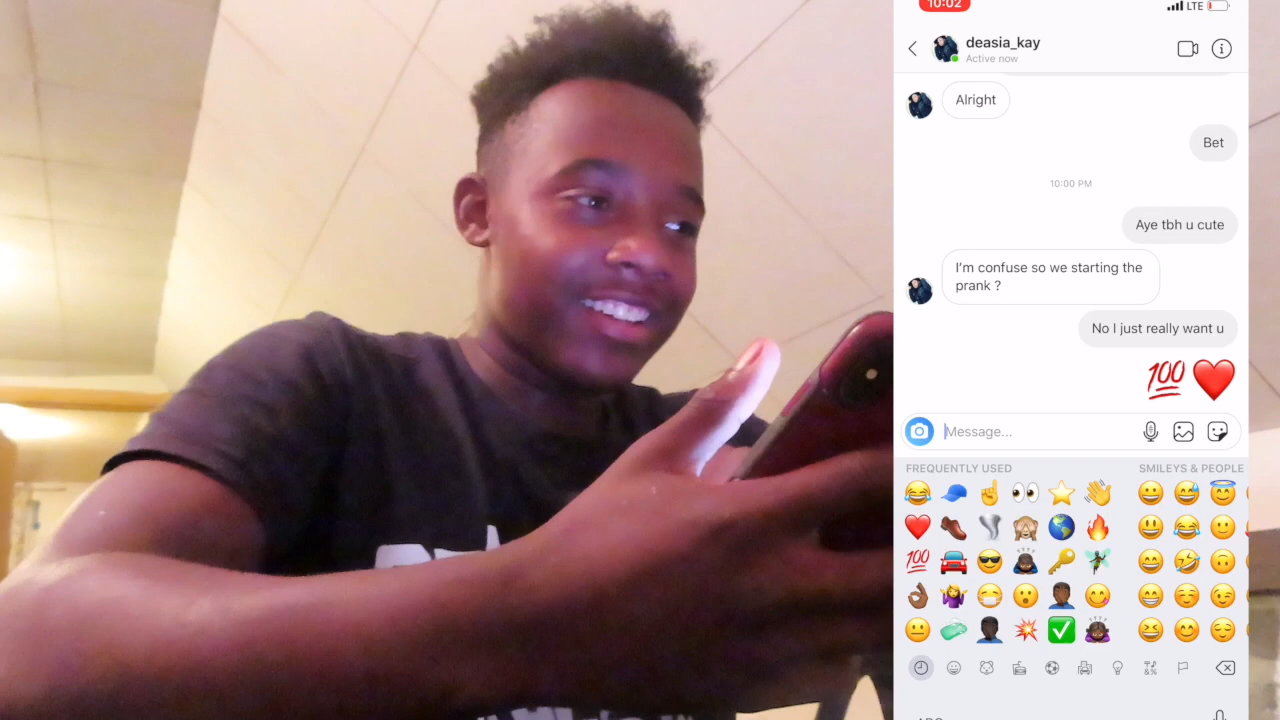 10:02
LTE
deasia_kay
Active now
Alright
Bet
10:00 PM
Aye tbh u cute
I'm confuse so we starting the
prank ?
No I just really want u
💯❤️
Message...
FREQUENTLY USED
SMILEYS & PEOPLE